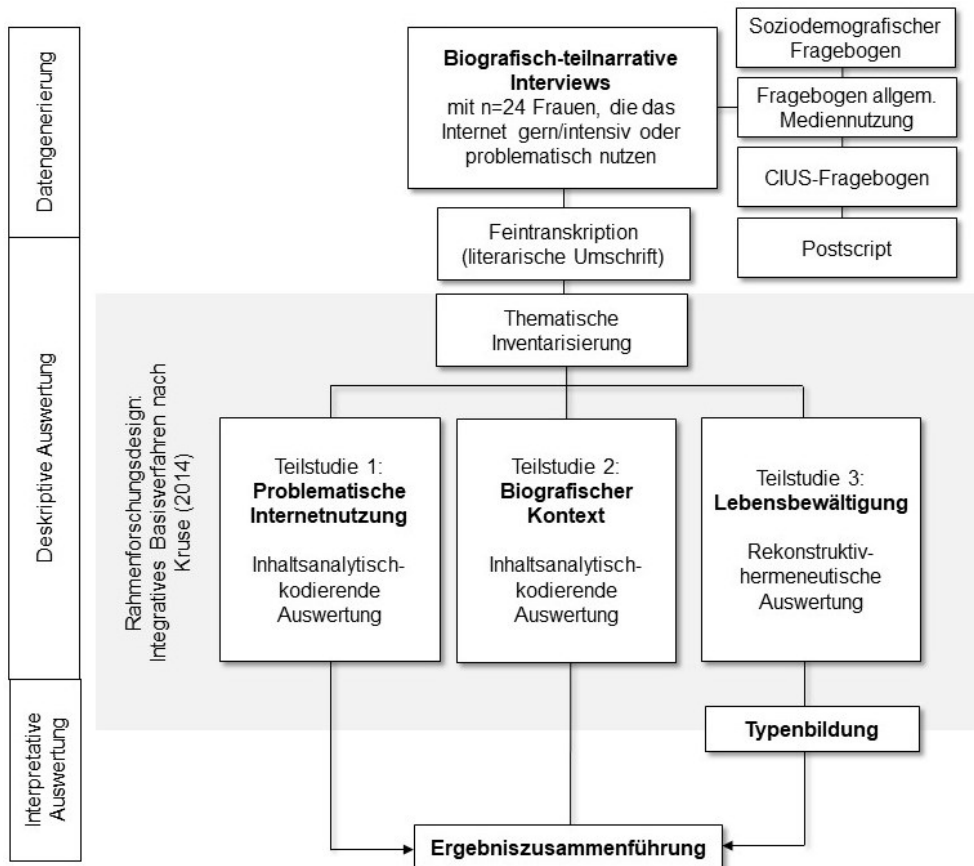 Datengenerierung
Deskriptive Auswertung
Interpretative
Auswertung
Biografisch-teilnarrative
Interviews
mit n=24 Frauen, die das
Internet gern/intensiv oder
problematisch nutzen
Soziodemografischer
Fragebogen
Fragebogen allgem.
Mediennutzung
CIUS-Fragebogen
Postscript
Feintranskription
(literarische Umschrift)
Thematische
Inventarisierung
Rahmenforschungsdesign:
Integratives Basisverfahren nach
Kruse (2014)
Teilstudie 1:
Problematische
Internetnutzung
Inhaltsanalytisch-
kodierende
Auswertung
Teilstudie 2:
Biografischer
Kontext
Inhaltsanalytisch-
kodierende
Auswertung
Teilstudie 3:
Lebensbewältigung
Rekonstruktiv-
hermeneutische
Auswertung
Typenbildung
Ergebniszusammenführung